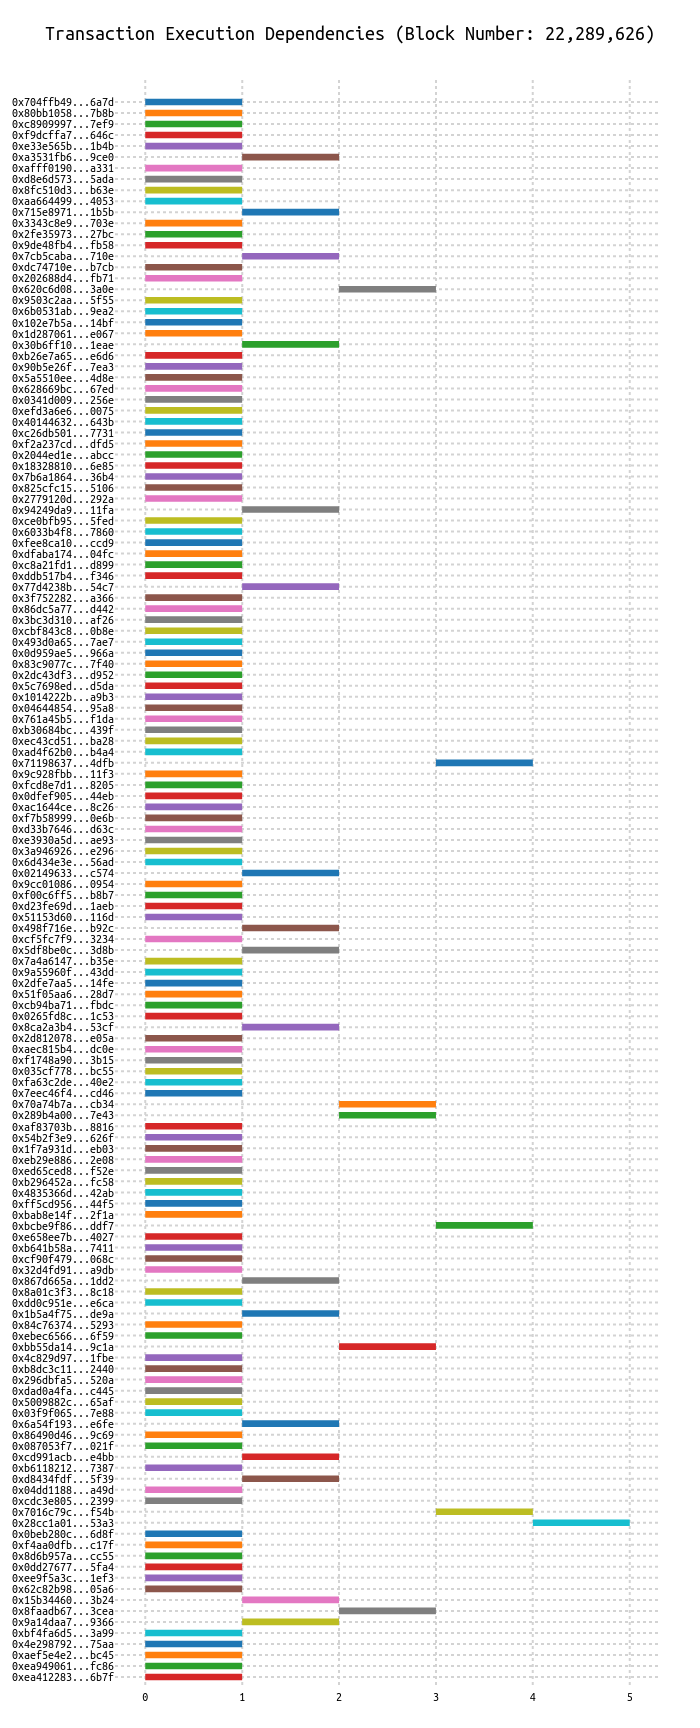 Transaction Execution Dependencies (Block Number: 22,289,626)
0x704ffb49...6a7d
0x80bb1058...7b8b
0xc8909997...7ef9
0xf9dcffa7...646c
0xe33e565b...1b4b
0xa3531fb6...9ce0
0xafff0190...a331
0xd8e6d573...5ada
0x8fc510d3...b63e
0xaa664499...4053
0x715e8971...1b5b
0x3343c8e9...703e
0x2fe35973...27bc
0x9de48fb4...fb58
0x7cb5caba...710e
0xdc74710e...b7cb
0x202688d4...fb71
0x620c6d08...3a0e
0x9503c2aa...5f55
0x6b0531ab...9ea2
0x102e7b5a...14bf
0x1d287061...e067
0x30b6ff10...1eae
0xb26e7a65...e6d6
0x90b5e26f...7ea3
0x5a5510ee...4d8e
0x628669bc...67ed
0x0341d009...256e
0xefd3a6e6...0075
0x40144632...643b
0xc26db501...7731
0xf2a237cd...dfd5
0x2044ed1e...abcc
0x18328810...6e85
0x7b6a1864...36b4
0x825cfc15...5106
0x2779120d...292a
0x94249da9...11fa
0xce0bfb95...5fed
0x6033b4f8...7860
0xfee8ca10...ccd9
0xdfaba174...04fc
0xc8a21fd1...d899
0xddb517b4...f346
0x77d4238b...54c7
0x3f752282...a366
0x86dc5a77...d442
0x3bc3d310...af26
0xcbf843c8...0b8e
0x493d0a65...7ae7
0x0d959ae5...966a
0x83c9077c...7f40
0x2dc43df3...d952
0x5c7698ed...d5da
0x1014222b...a9b3
0x04644854...95a8
0x761a45b5...f1da
0xb30684bc...439f
0xec43cd51...ba28
0xad4f62b0...b4a4
0x71198637...4dfb
0x9c928fbb...11f3
0xfcd8e7d1...8205
0x0dfef905...44eb
0xac1644ce...8c26
0xf7b58999...0e6b
0xd33b7646...d63c
0xe3930a5d...ae93
0x3a946926...e296
0x6d434e3e...56ad
0x02149633...c574
0x9cc01086...0954
0xf00c6ff5...b8b7
0xd23fe69d...1aeb
0x51153d60...116d
0x498f716e...b92c
0xcf5fc7f9...3234
0x5df8be0c...3d8b
0x7a4a6147...b35e
0x9a55960f...43dd
0x2dfe7aa5...14fe
0x51f05aa6...28d7
0xcb94ba71...fbdc
0x0265fd8c...1c53
0x8ca2a3b4...53cf
0x2d812078...e05a
0xaec815b4...dc0e
0xf1748a90...3b15
0x035cf778...bc55
0xfa63c2de...40e2
0x7eec46f4...cd46
0x70a74b7a...cb34
0x289b4a00...7e43
0xaf83703b...8816
0x54b2f3e9...626f
0x1f7a931d...eb03
0xeb29e886...2e08
0xed65ced8...f52e
0xb296452a...fc58
0x4835366d...42ab
0xff5cd956...44f5
0xbab8e14f...2f1a
0xbcbe9f86...ddf7
0xe658ee7b...4027
0xb641b58a...7411
0xcf90f479...068c
0x32d4fd91...a9db
0x867d665a...1dd2
0x8a01c3f3...8c18
0xdd0c951e...e6ca
0x1b5a4f75...de9a
0x84c76374...5293
0xebec6566...6f59
0xbb55da14...9c1a
0x4c829d97...1fbe
0xb8dc3c11...2440
0x296dbfa5...520a
0xdad0a4fa...c445
0x5009882c...65af
0x03f9f065...7e88
0x6a54f193...e6fe
0x86490d46...9c69
0x087053f7...021f
0xcd991acb...e4bb
0xb6118212...7387
0xd8434fdf...5f39
0x04dd1188...a49d
0xcdc3e805...2399
0x7016c79c...f54b
0x28cc1a01...53a3
0x0beb280c...6d8f
0xf4aa0dfb...c17f
0x8d6b957a...cc55
0x0dd27677...5fa4
0xee9f5a3c...1ef3
0x62c82b98...05a6
0x15b34460...3b24
0x8faadb67...3cea
0x9a14daa7...9366
0xbf4fa6d5...3a99
0x4e298792...75aa
0xaef5e4e2...bc45
0xea949061...fc86
0xea412283...6b7f
0 1 2 3 4 5